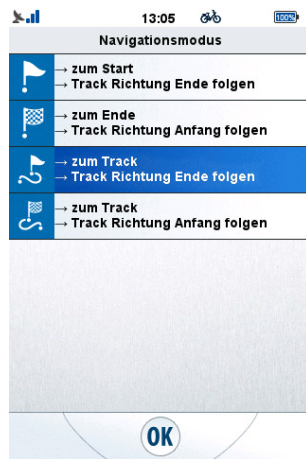 13:05 100%
Navigationsmodus
→ zum Start
→ Track Richtung Ende folgen
→ zum Ende
→ Track Richtung Anfang folgen
→ zum Track
→ Track Richtung Ende folgen
→ zum Track
→ Track Richtung Anfang folgen
OK